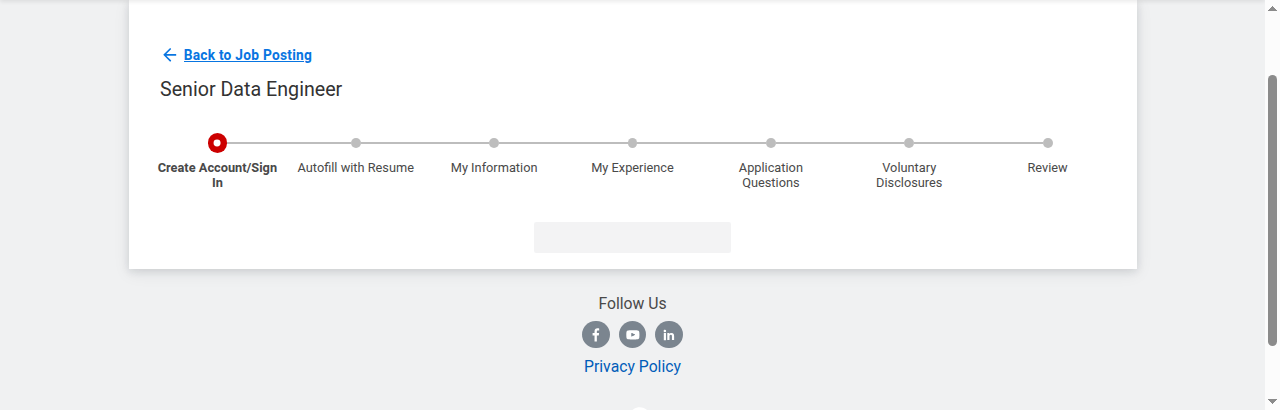 Back to Job Posting
Senior Data Engineer
Create Account/Sign In
Autofill with Resume
My Information
My Experience
Application Questions
Voluntary Disclosures
Review
Follow Us
Privacy Policy